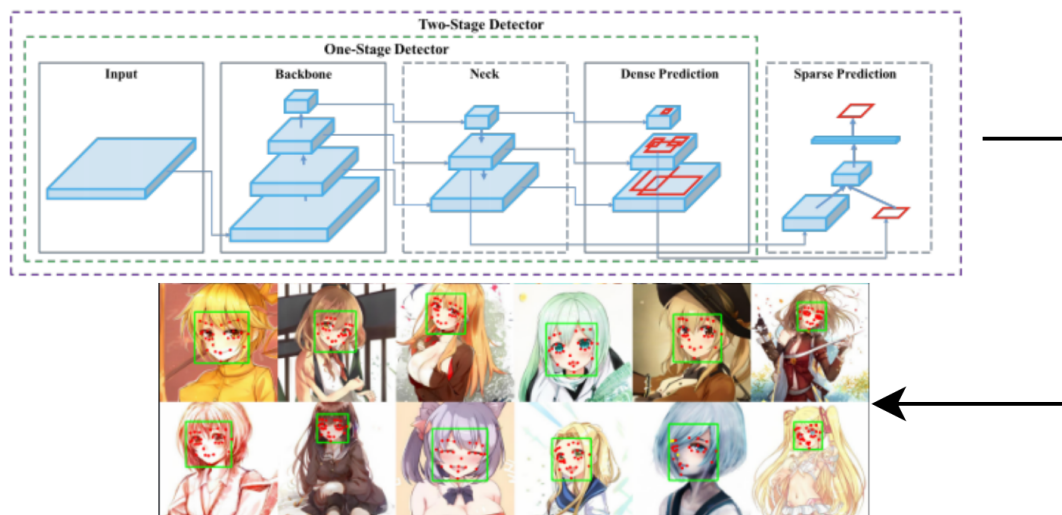 Two-Stage Detector
One-Stage Detector
Input
Backbone
Neck
Dense Prediction
Sparse Prediction